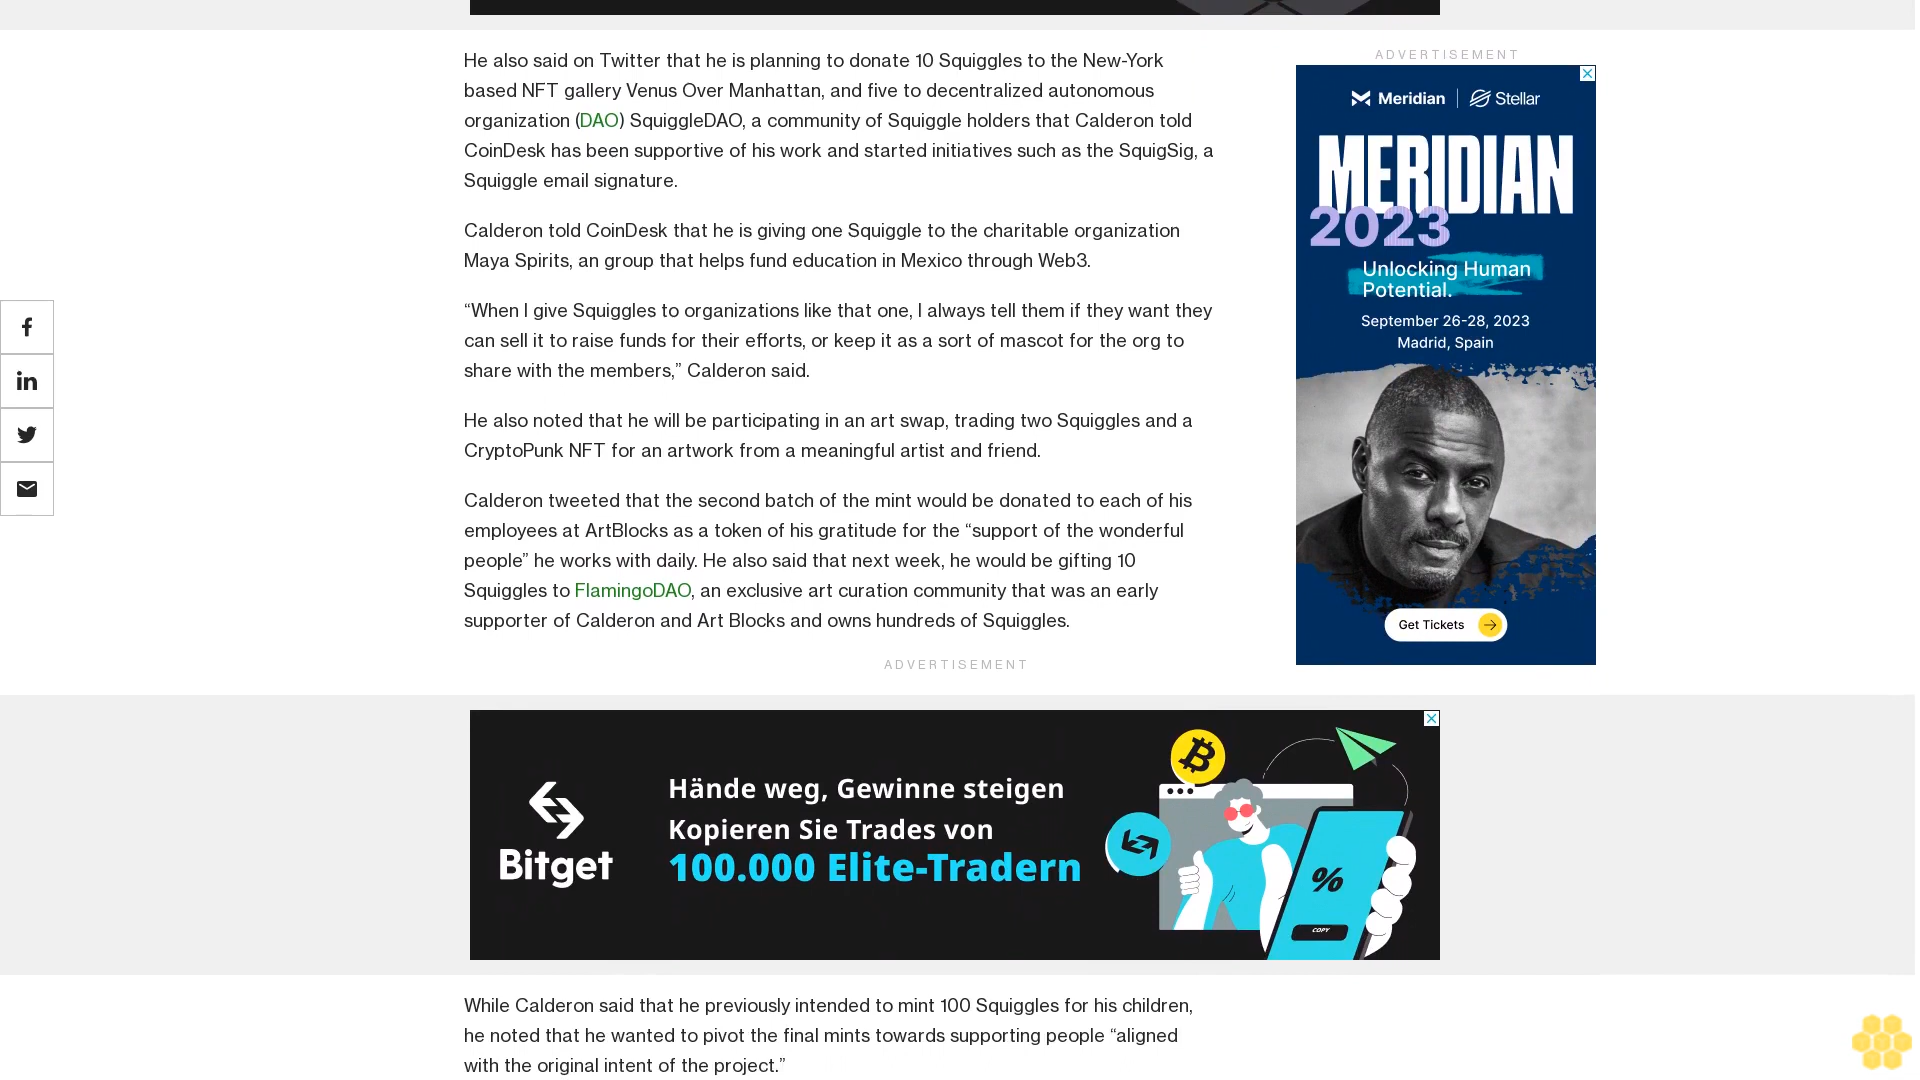 He also said on Twitter that he is planning to donate 10 Squiggles to the New-York
based NFT gallery Venus Over Manhattan, and five to decentralized autonomous
organization (DAO) SquiggleDAO, a community of Squiggle holders that Calderon told
CoinDesk has been supportive of his work and started initiatives such as the SquigSig, a
Squiggle email signature.
Calderon told CoinDesk that he is giving one Squiggle to the charitable organization
Maya Spirits, an group that helps fund education in Mexico through Web3.
“When I give Squiggles to organizations like that one, I always tell them if they want they
can sell it to raise funds for their efforts, or keep it as a sort of mascot for the org to
share with the members,” Calderon said.
He also noted that he will be participating in an art swap, trading two Squiggles and a
CryptoPunk NFT for an artwork from a meaningful artist and friend.
Calderon tweeted that the second batch of the mint would be donated to each of his
employees at ArtBlocks as a token of his gratitude for the “support of the wonderful
people” he works with daily. He also said that next week, he would be gifting 10
Squiggles to FlamingoDAO, an exclusive art curation community that was an early
supporter of Calderon and Art Blocks and owns hundreds of Squiggles.
ADVERTISEMENT
Meridian Stellar
MERIDIAN
2023
Unlocking Human
Potential.
September 26-28, 2023
Madrid, Spain
Get Tickets
ADVERTISEMENT
Bitget
Hände weg, Gewinne steigen
Kopieren Sie Trades von
100.000 Elite-Tradern
%
COPY
While Calderon said that he previously intended to mint 100 Squiggles for his children,
he noted that he wanted to pivot the final mints towards supporting people “aligned
with the original intent of the project.”